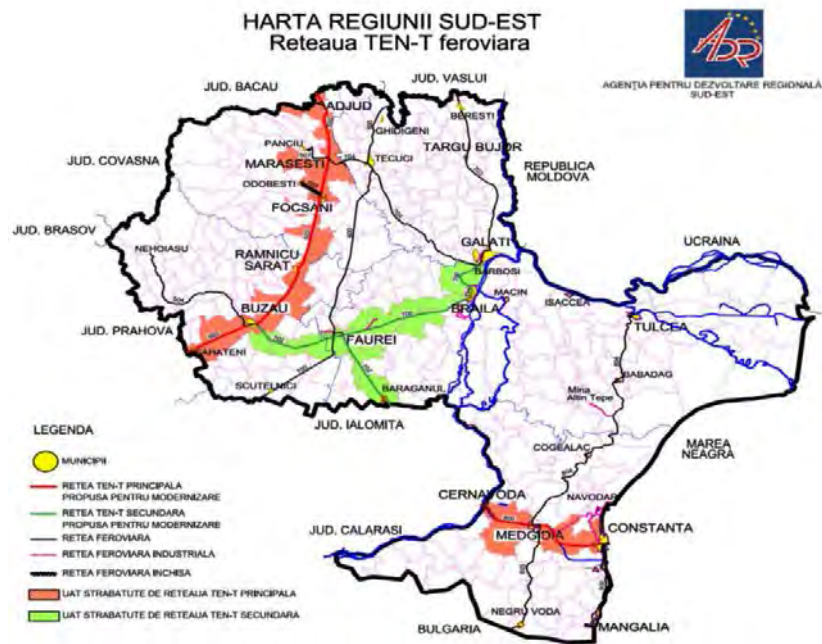 HARTA REGIUNII SUD-EST
Reteaua TEN-T feroviara
ADR
AGENȚIA PENTRU DEZVOLTARE REGIONALĂ
SUD-EST
JUD. BACAU
JUD. VASLUI
ADJUD
BERESTI
GHIDIGENI
PANCIU
TARGU BUJOR
JUD. COVASNA
MARASESTI
TECUCI
REPUBLICA
MOLDOVA
ODOBESTI
FOCSANI
JUD. BRASOV
NEHOIASU
GALATI
UCRAINA
RAMNICU
SARAT
BARBOSI
MACIN
ISACCEA
BUZAU
BRAILA
TULCEA
JUD. PRAHOVA
FAUREI
BABADAG
SCUTELNICI
BARAGANUL
Mina
Altin Tepe
JUD. IALOMITA
MAREA
NEAGRĂ
COGEALAC
CERNAVODA
NAVODARI
JUD. CALARASI
MEDGIDIA
CONSTANTA
NEGRU VODA
BULGARIA
MANGALIA
LEGENDA
MUNICIPII
RETEA TEN-T PRINCIPALA
PROPUSA PENTRU MODERNIZARE
RETEA TEN-T SECUNDARA
PROPUSA PENTRU MODERNIZARE
RETEA FEROVIARA
RETEA FEROVIARA INDUSTRIALA
RETEA FEROVIARA INCHISA
UAT STRABATUTE DE RETEAUA TEN-T PRINCIPALA
UAT STRABATUTE DE RETEAUA TEN-T SECUNDARA